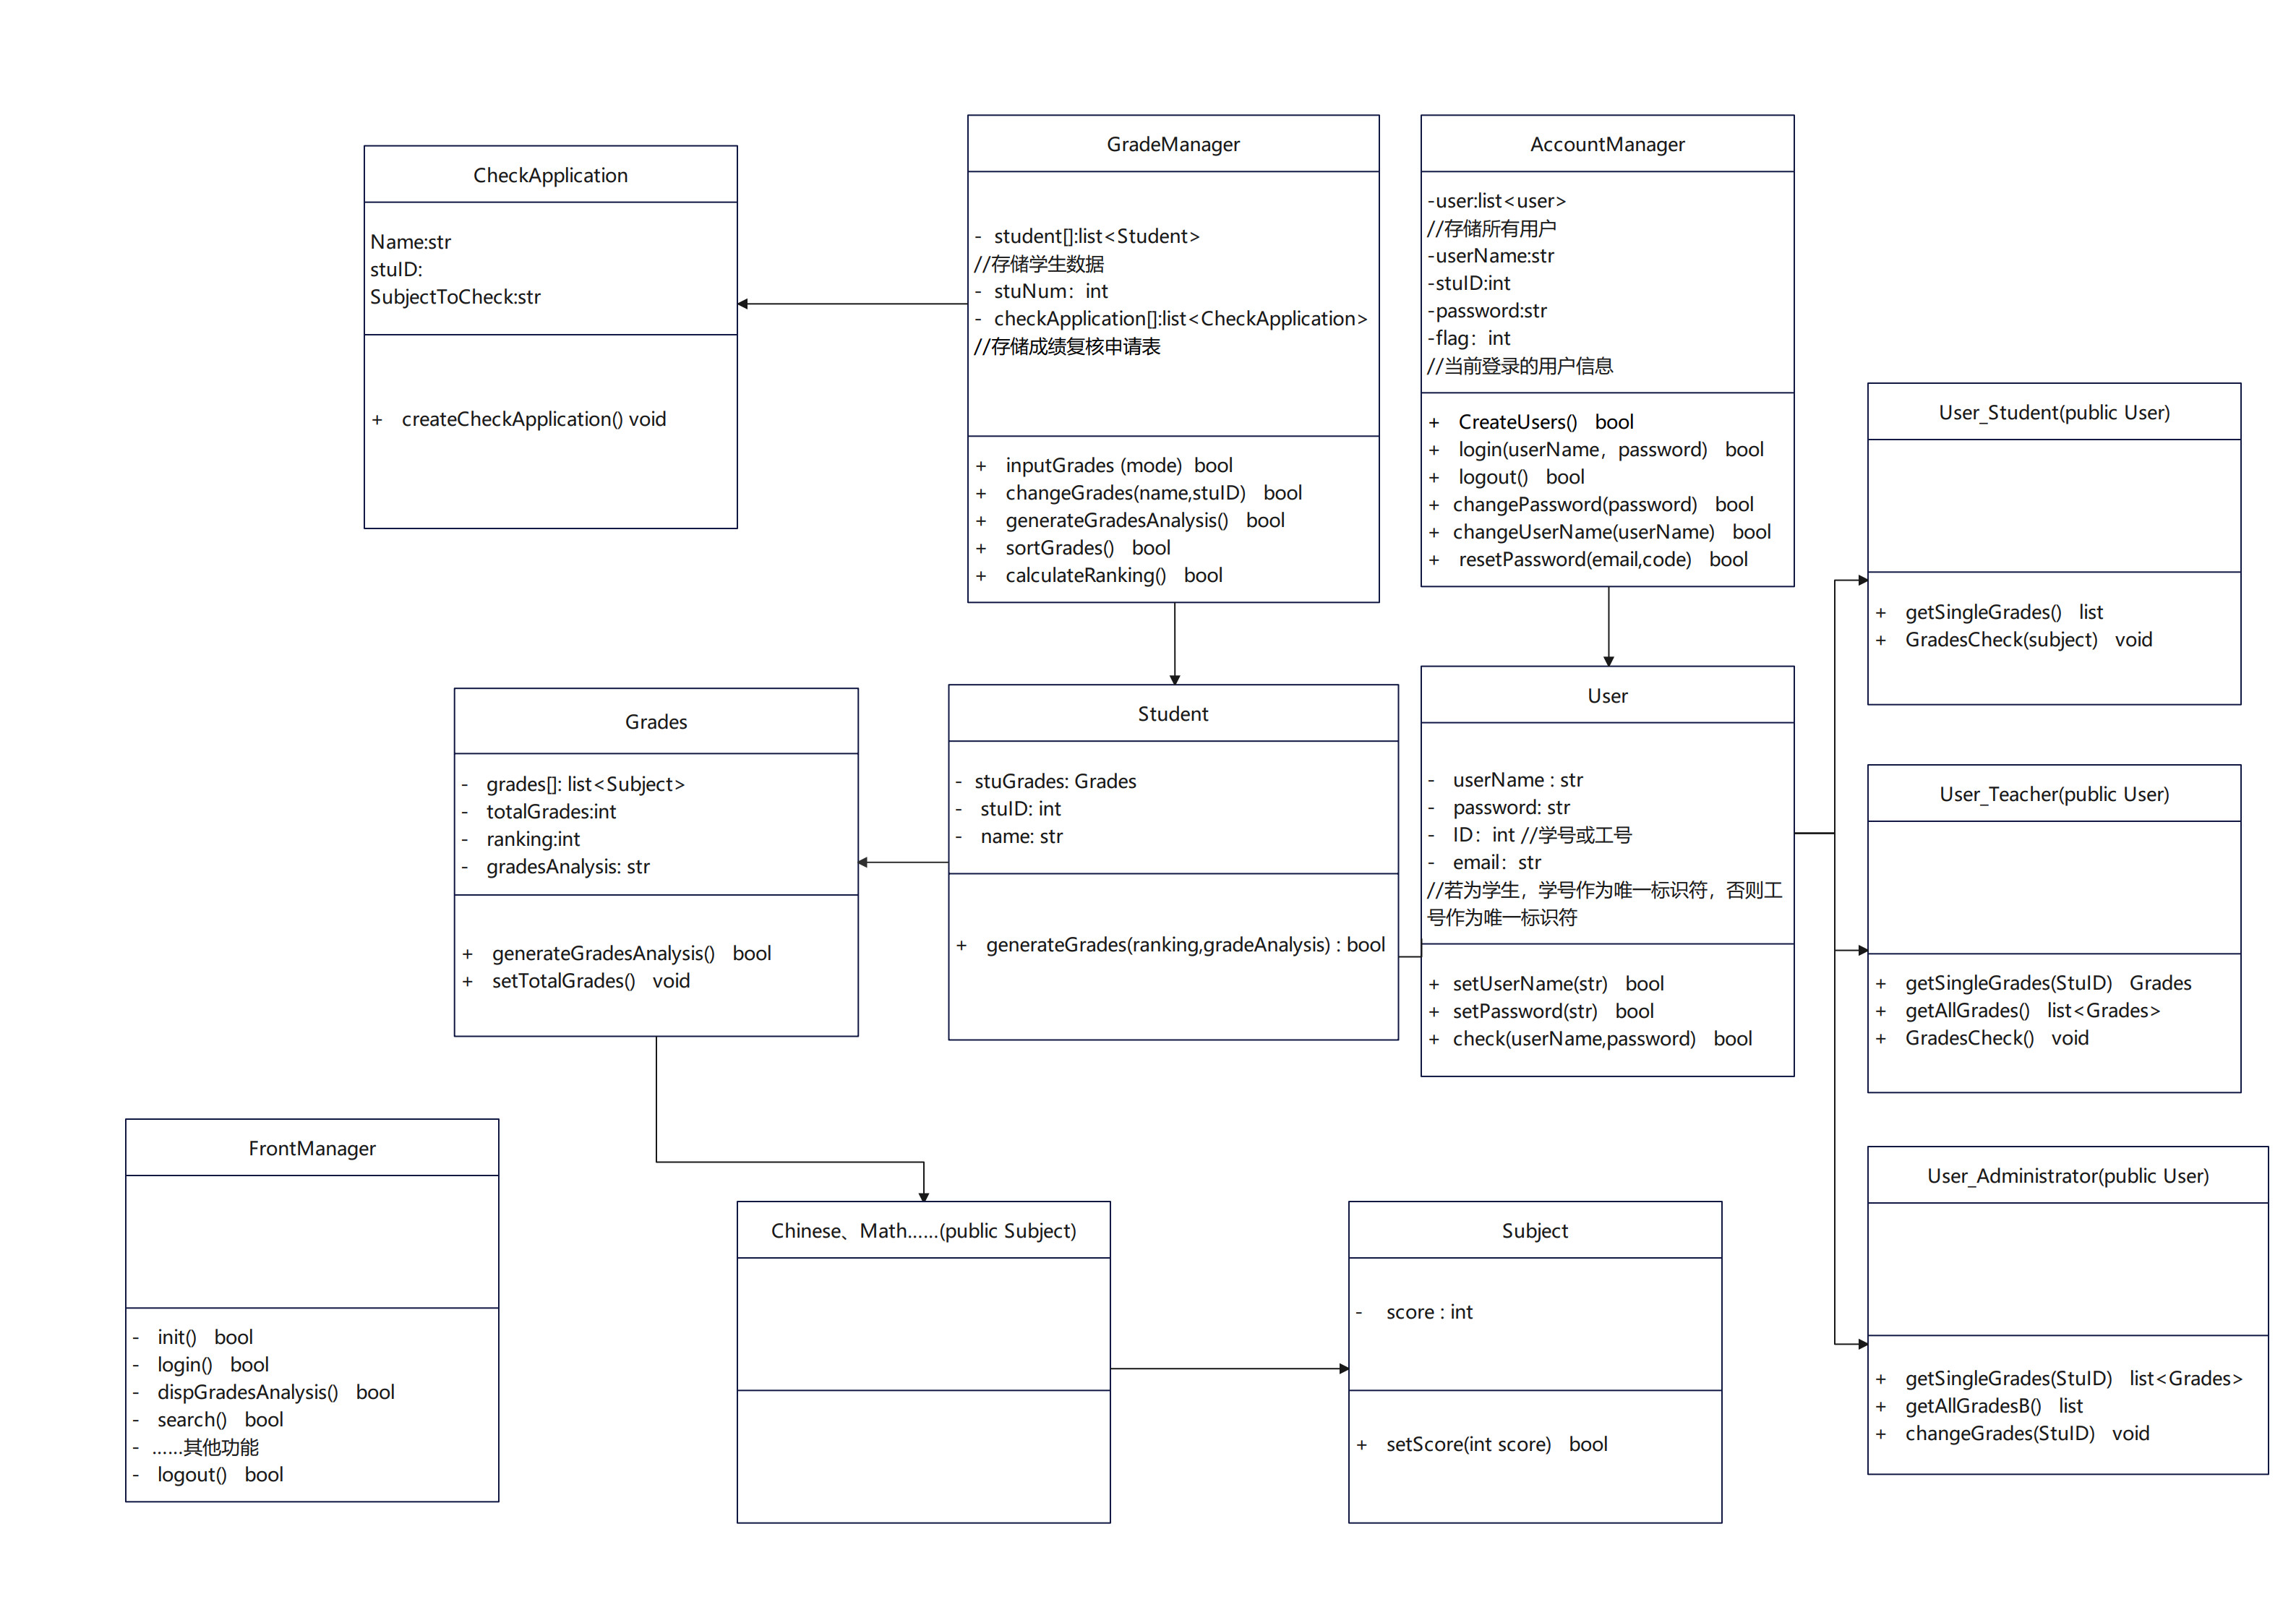 CheckApplication
Name:str
stuID:
SubjectToCheck:str
+ createCheckApplication() void
GradeManager
- student[]:list<Student>
//存储学生数据
- stuNum：int
- checkApplication[]:list<CheckApplication>
//存储成绩复核申请表
+ inputGrades (mode) bool
+ changeGrades(name,stuID) bool
+ generateGradesAnalysis() bool
+ sortGrades() bool
+ calculateRanking() bool
AccountManager
-user:list<user>
//存储所有用户
-userName:str
-stuID:int
-password:str
-flag：int
//当前登录的用户信息
+ CreateUsers() bool
+ login(userName，password) bool
+ logout() bool
+ changePassword(password) bool
+ changeUserName(userName) bool
+ resetPassword(email,code) bool
User_Student(public User)
+ getSingleGrades() list
+ GradesCheck(subject) void
Grades
- grades[]: list<Subject>
- totalGrades:int
- ranking:int
- gradesAnalysis: str
+ generateGradesAnalysis() bool
+ setTotalGrades() void
Student
- stuGrades: Grades
- stuID: int
- name: str
+ generateGrades(ranking,gradeAnalysis) : bool
User
- userName : str
- password: str
- ID：int //学号或工号
- email：str
//若为学生，学号作为唯一标识符，否则工
号作为唯一标识符
+ setUserName(str) bool
+ setPassword(str) bool
+ check(userName,password) bool
User_Teacher(public User)
+ getSingleGrades(StuID) Grades
+ getAllGrades() list<Grades>
+ GradesCheck() void
FrontManager
- init() bool
- login() bool
- dispGradesAnalysis() bool
- search() bool
- ......其他功能
- logout() bool
Chinese、Math......(public Subject)
Subject
- score : int
+ setScore(int score) bool
User_Administrator(public User)
+ getSingleGrades(StuID) list<Grades>
+ getAllGradesB() list
+ changeGrades(StuID) void